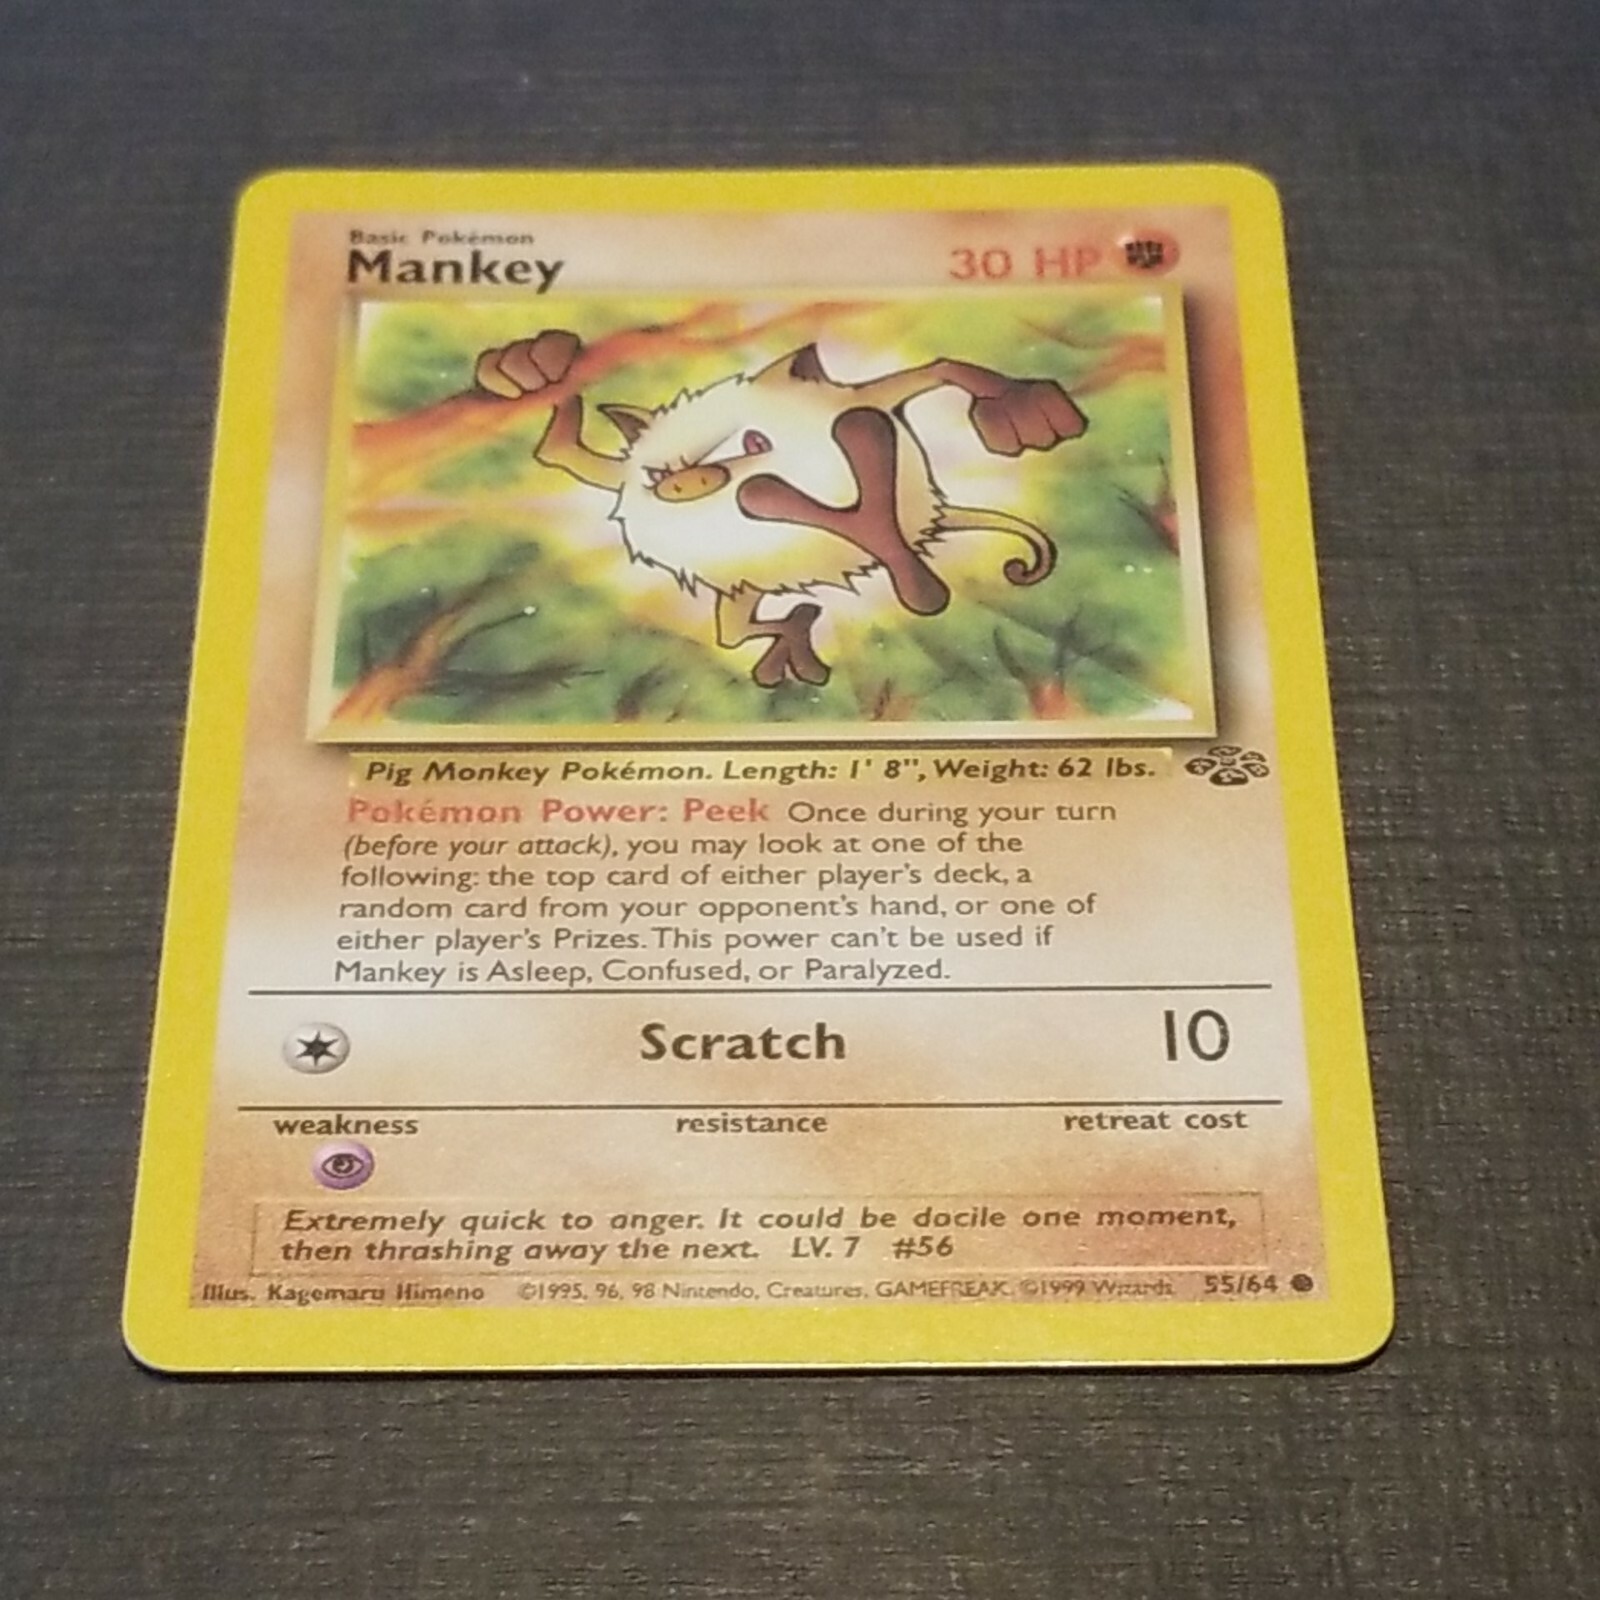 Basic Pokémon
Mankey
30 HP
Pig Monkey Pokémon. Length: 1' 8", Weight: 62 lbs.
Pokémon Power: Peek Once during your turn
(before your attack), you may look at one of the
following: the top card of either player's deck, a
random card from your opponent's hand, or one of
either player's Prizes. This power can't be used if
Mankey is Asleep, Confused, or Paralyzed.
Scratch 10
weakness resistance retreat cost
Extremely quick to anger. It could be docile one moment,
then thrashing away the next. LV. 7 #56
Illus. Kagemaru Himeno ©1995, 96, 98 Nintendo, Creatures, GAMEFREAK. ©1999 Wizards 55/64